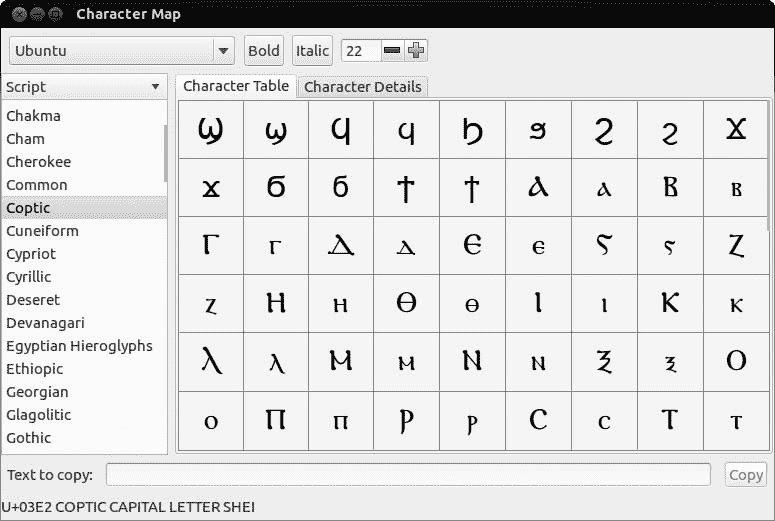 Character Map
Ubuntu
Bold
Italic
22
Script
Chakma
Cham
Cherokee
Common
Coptic
Cuneiform
Cypriot
Cyrillic
Deseret
Devanagari
Egyptian Hieroglyphs
Ethiopic
Georgian
Glagolitic
Gothic
Character Table
Character Details
Ϣ ϣ Ϥ ϥ Ϧ ϧ Ϩ ϩ Ϫ
ϫ Ϭ ϭ Ϯ ϯ Ⲁ ⲁ Ⲃ ⲃ
Ⲅ ⲅ Ⲇ ⲇ Ⲉ ⲉ Ⲋ ⲋ Ⲍ
ⲍ Ⲏ ⲏ Ⲑ ⲑ Ⲓ ⲓ Ⲕ ⲕ
Ⲗ ⲗ Ⲙ ⲙ Ⲛ ⲛ Ⲝ ⲝ Ⲟ
ⲟ Ⲡ ⲡ Ⲣ ⲣ Ⲥ ⲥ Ⲧ ⲧ
Text to copy:
Copy
U+03E2 COPTIC CAPITAL LETTER SHEI